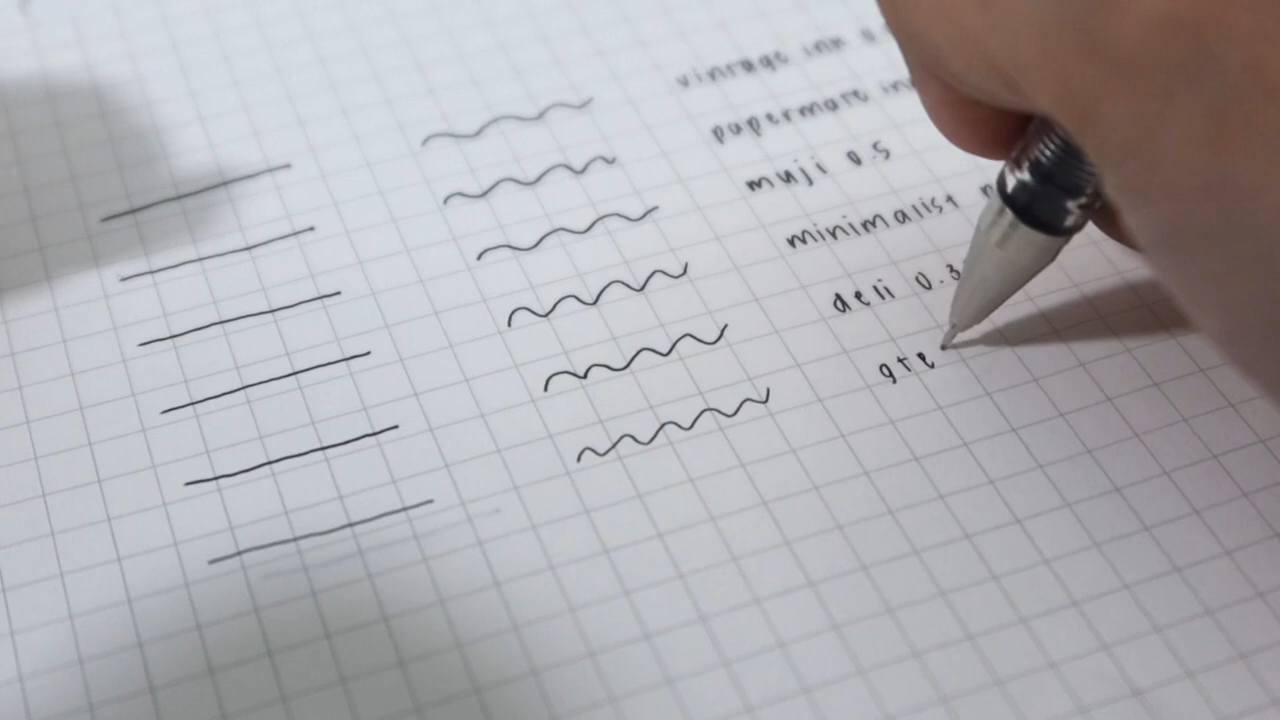 vintage ink
papermate
muji 0.5
minimalist
deli 0.3
gte